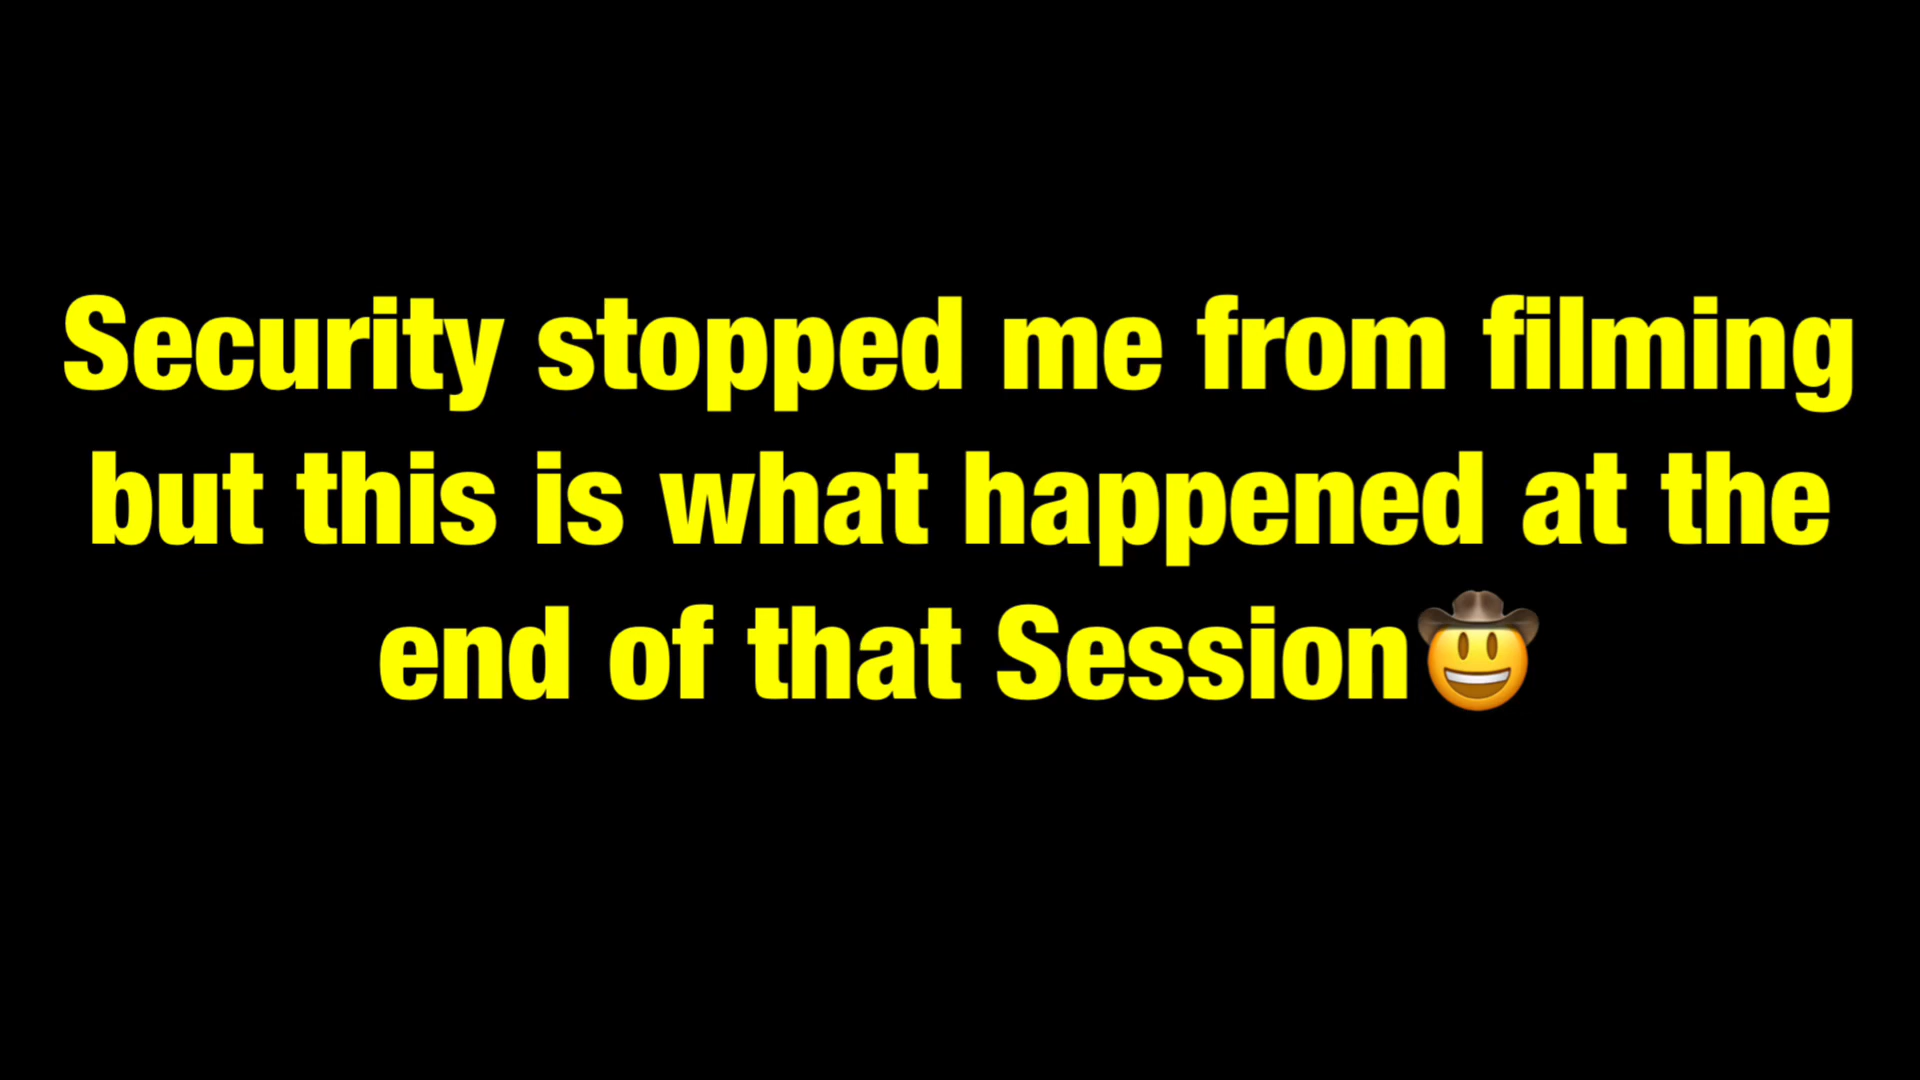 Security stopped me from filming
but this is what happened at the
end of that Session🤠